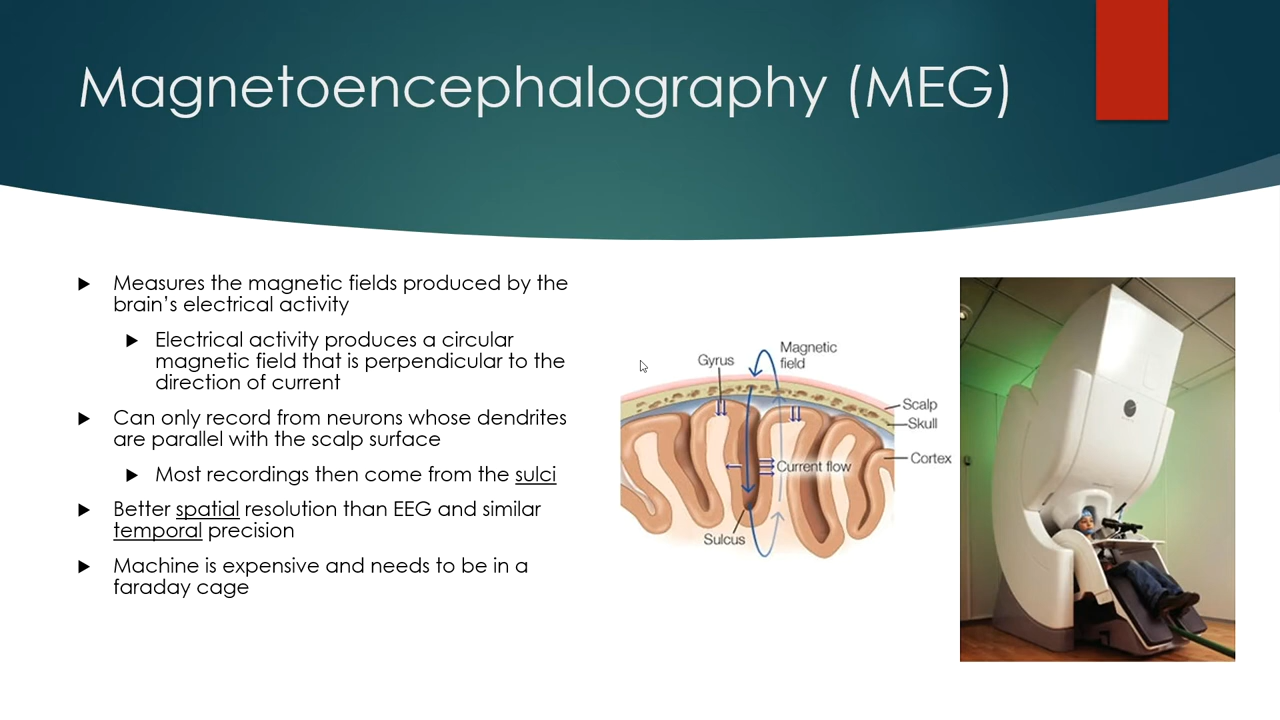 Magnetoencephalography (MEG)
Measures the magnetic fields produced by the
brain's electrical activity
Electrical activity produces a circular
magnetic field that is perpendicular to the
direction of current
Can only record from neurons whose dendrites
are parallel with the scalp surface
Most recordings then come from the sulci
Better spatial resolution than EEG and similar
temporal precision
Machine is expensive and needs to be in a
faraday cage
Gyrus
Magnetic
field
Scalp
Skull
Cortex
Current flow
Sulcus